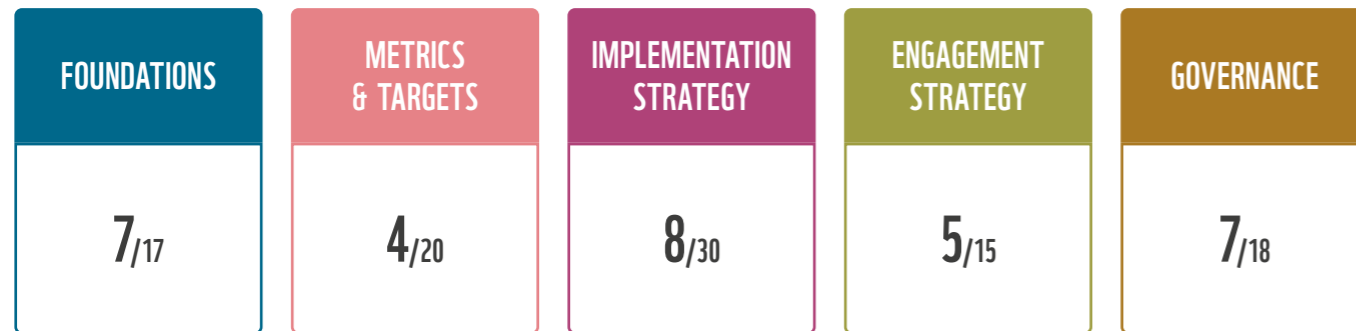 FOUNDATIONS
7/17
METRICS
& TARGETS
4/20
IMPLEMENTATION
STRATEGY
8/30
ENGAGEMENT
STRATEGY
5/15
GOVERNANCE
7/18